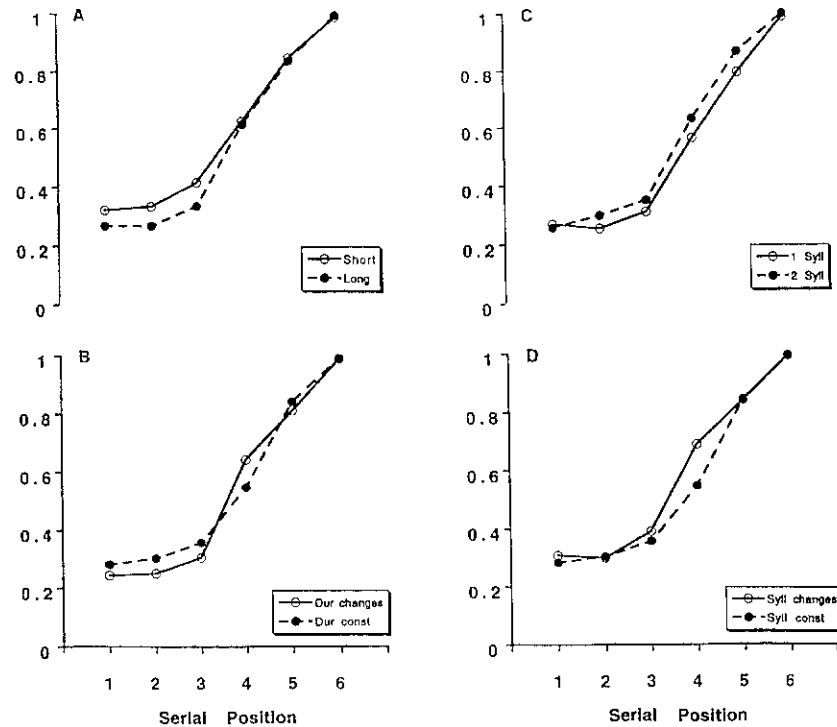 A
1
0.8
0.6
0.4
0.2
0
Short
Long
C
1
0.8
0.6
0.4
0.2
0
1 Syll
2 Syll
B
1
0.8
0.6
0.4
0.2
0
Dur changes
Dur const
1 2 3 4 5 6
Serial Position
D
1
0.8
0.6
0.4
0.2
0
Syll changes
Syll const
1 2 3 4 5 6
Serial Position